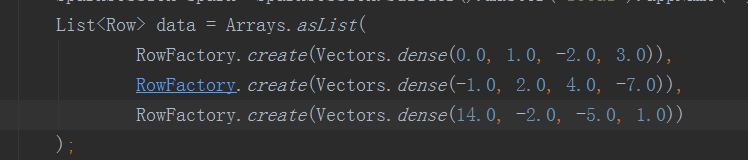 List<Row> data = Arrays.asList(
RowFactory.create(Vectors.dense(0.0, 1.0, -2.0, 3.0)),
RowFactory.create(Vectors.dense(-1.0, 2.0, 4.0, -7.0)),
RowFactory.create(Vectors.dense(14.0, -2.0, -5.0, 1.0))
);